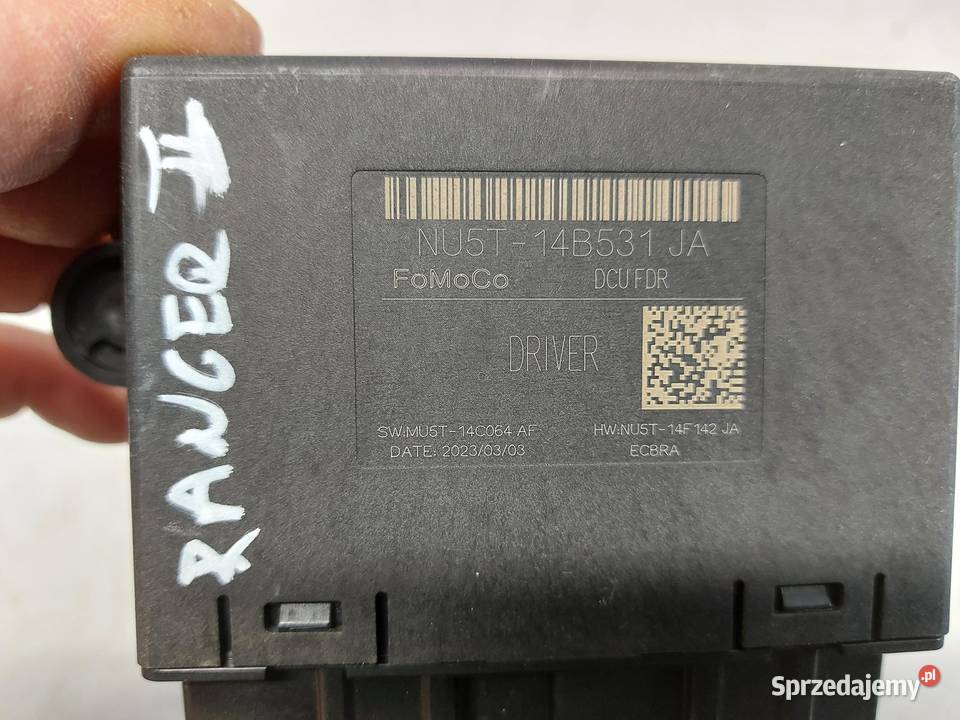 RANGER II
NU5T-14B531 JA
FoMoCo DCU FDR
DRIVER
SW:MU5T-14C064 AF HW:NU5T-14F142 JA
DATE: 2023/03/03 ECBRA
Sprzedajemy.pl